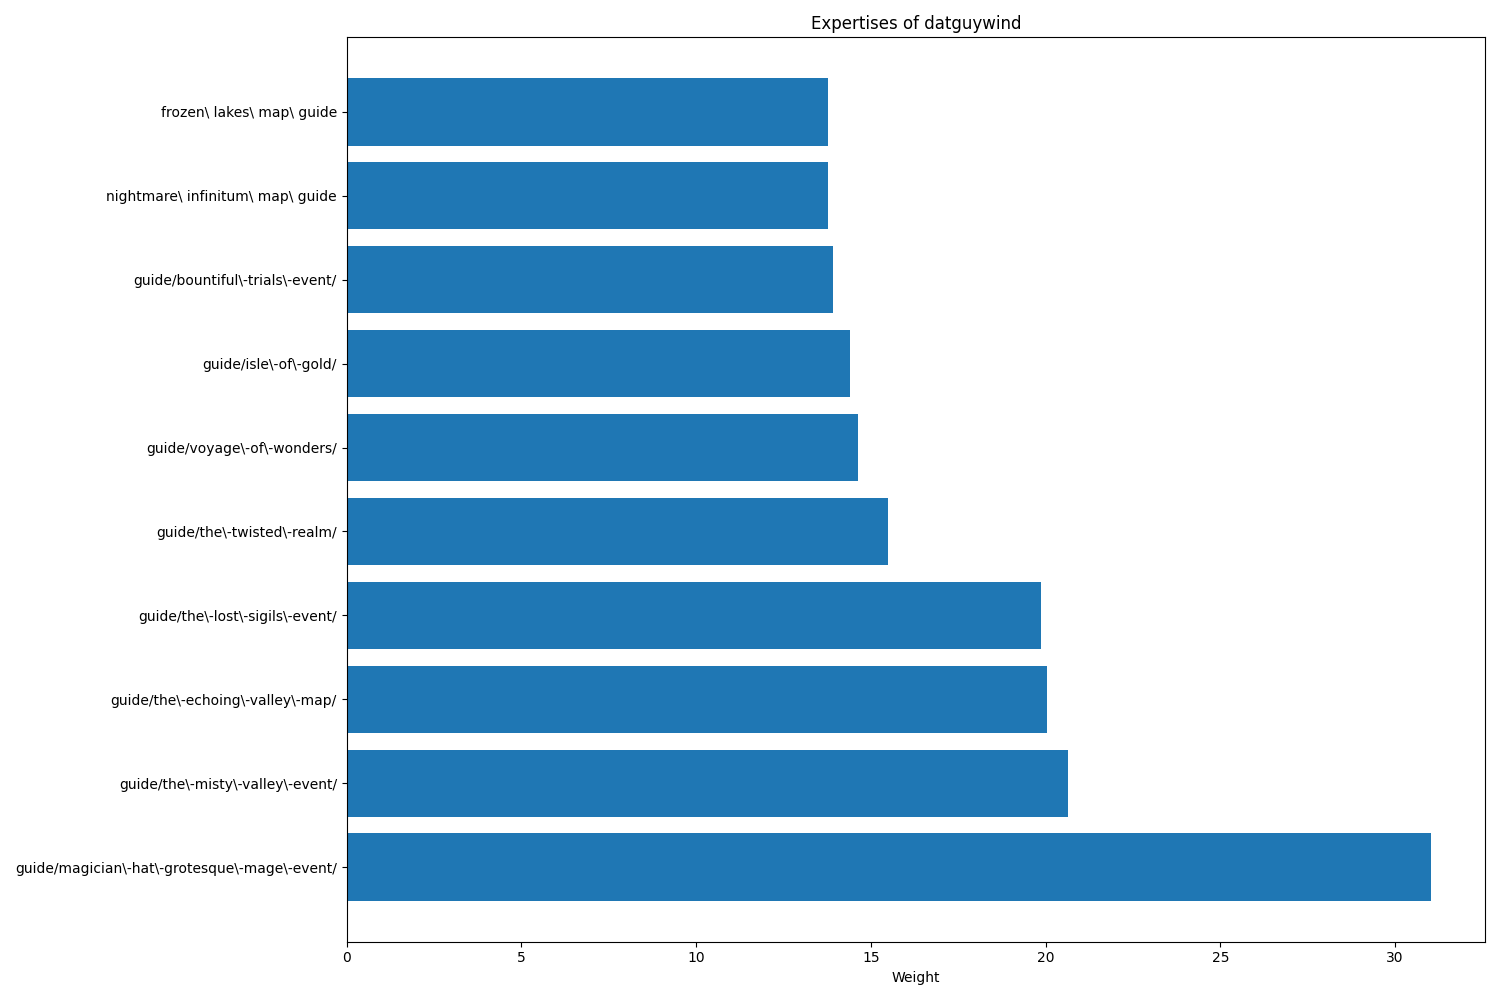 Expertises of datguywind
frozen\ lakes\ map\ guide
nightmare\ infinitum\ map\ guide
guide/bountiful\-trials\-event/
guide/isle\-of\-gold/
guide/voyage\-of\-wonders/
guide/the\-twisted\-realm/
guide/the\-lost\-sigils\-event/
guide/the\-echoing\-valley\-map/
guide/the\-misty\-valley\-event/
guide/magician\-hat\-grotesque\-mage\-event/
0 5 10 15 20 25 30
Weight